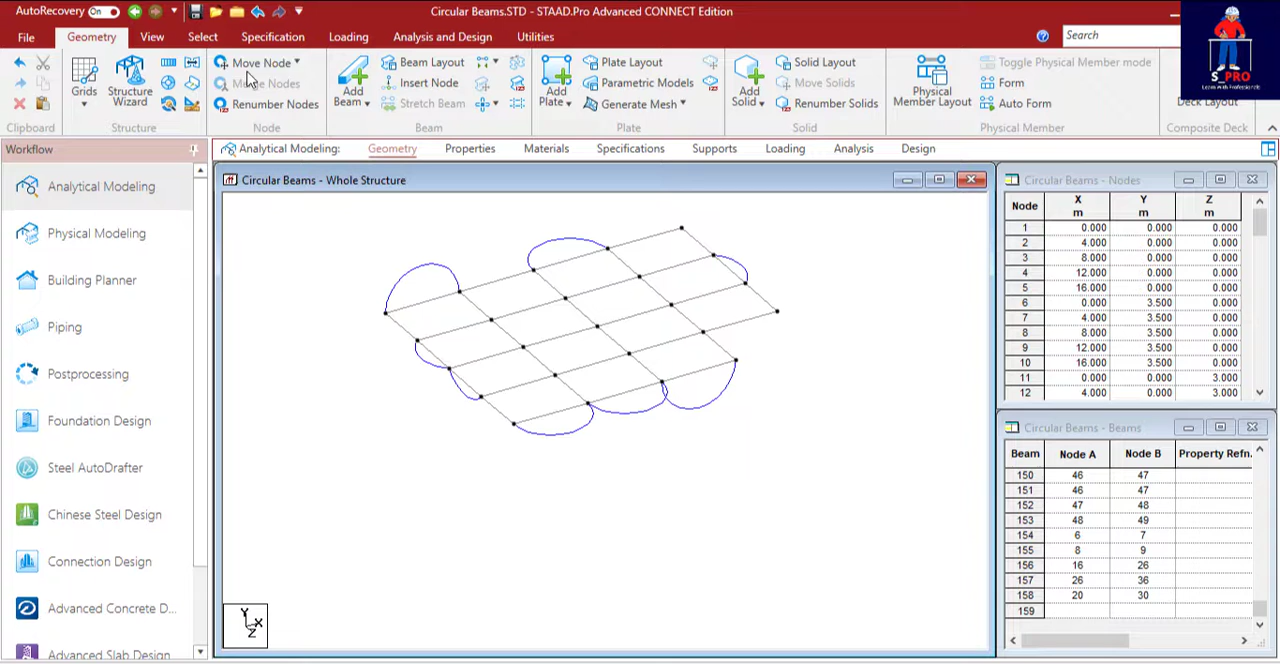 AutoRecovery On
Circular Beams.STD - STAAD.Pro Advanced CONNECT Edition
File Geometry View Select Specification Loading Analysis and Design Utilities
Search
S_PRO
Learn With Professionals
Move Node
Move Nodes
Renumber Nodes
Grids
Structure Wizard
Add Beam
Beam Layout
Insert Node
Stretch Beam
Add Plate
Plate Layout
Parametric Models
Generate Mesh
Add Solid
Solid Layout
Move Solids
Renumber Solids
Physical Member Layout
Toggle Physical Member mode
Form
Auto Form
Deck Layout
Clipboard Structure Node Beam Plate Solid Physical Member Composite Deck
Workflow
Analytical Modeling: Geometry Properties Materials Specifications Supports Loading Analysis Design
Analytical Modeling
Physical Modeling
Building Planner
Piping
Postprocessing
Foundation Design
Steel AutoDrafter
Chinese Steel Design
Connection Design
Advanced Concrete D...
Advanced Slab Design
Circular Beams - Whole Structure
Y
X
Z
Circular Beams - Nodes
Node X m Y m Z m
1 0.000 0.000 0.000
2 4.000 0.000 0.000
3 8.000 0.000 0.000
4 12.000 0.000 0.000
5 16.000 0.000 0.000
6 0.000 3.500 0.000
7 4.000 3.500 0.000
8 8.000 3.500 0.000
9 12.000 3.500 0.000
10 16.000 3.500 0.000
11 0.000 0.000 3.000
12 4.000 0.000 3.000
Circular Beams - Beams
Beam Node A Node B Property Refn.
150 46 47
151 46 47
152 47 48
153 48 49
154 6 7
155 8 9
156 16 26
157 26 36
158 20 30
159